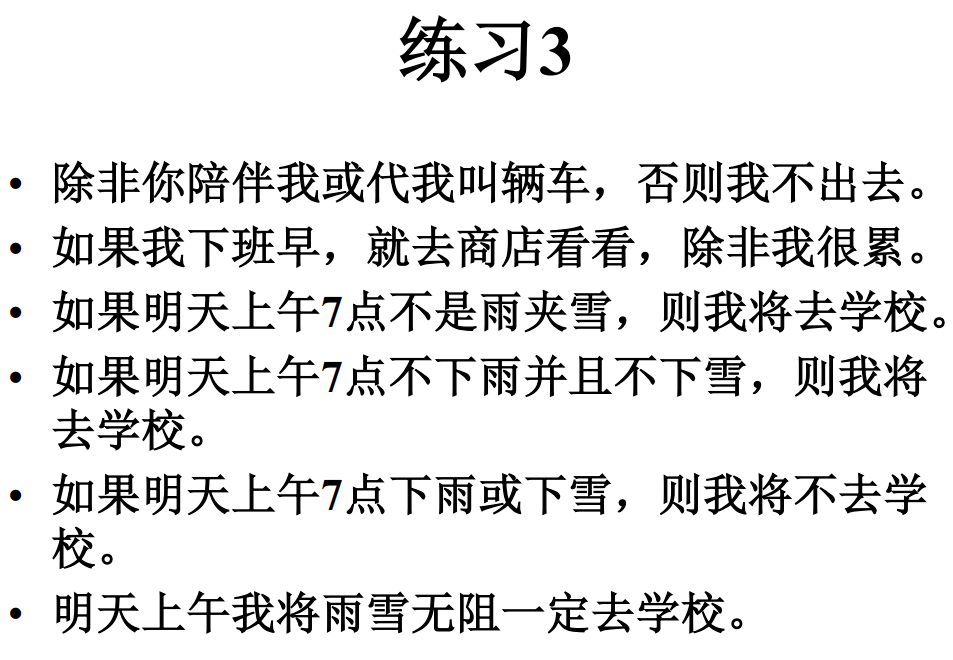 练习3
• 除非你陪伴我或代我叫辆车，否则我不出去。
• 如果我下班早，就去商店看看，除非我很累。
• 如果明天上午7点不是雨夹雪，则我将去学校。
• 如果明天上午7点不下雨并且不下雪，则我将
去学校。
• 如果明天上午7点下雨或下雪，则我将不去学
校。
• 明天上午我将雨雪无阻一定去学校。